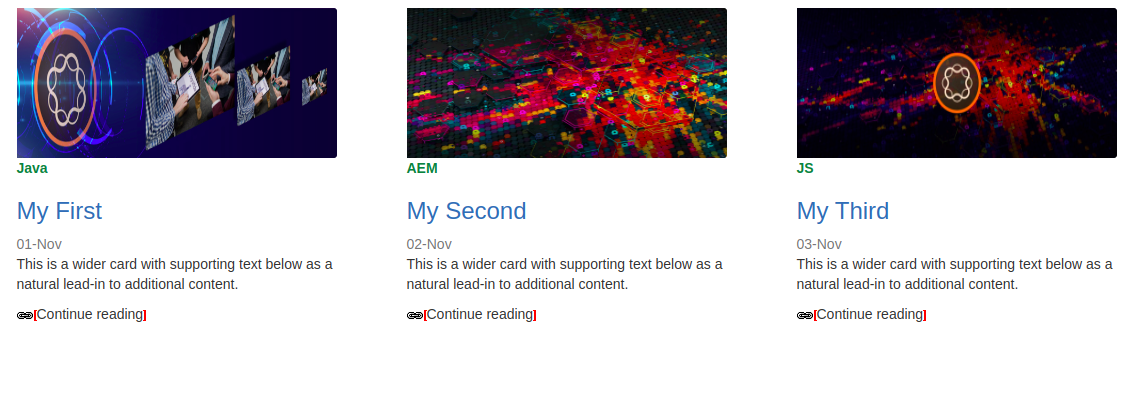 Java
My First
01-Nov
This is a wider card with supporting text below as a
natural lead-in to additional content.
[Continue reading]
AEM
My Second
02-Nov
This is a wider card with supporting text below as a
natural lead-in to additional content.
[Continue reading]
JS
My Third
03-Nov
This is a wider card with supporting text below as a
natural lead-in to additional content.
[Continue reading]